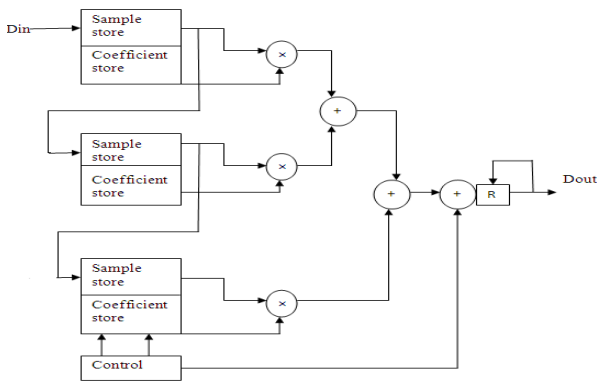 Din
Sample
store
Coefficient
store
×
+
Sample
store
Coefficient
store
×
+
+
R
Dout
Sample
store
Coefficient
store
×
Control